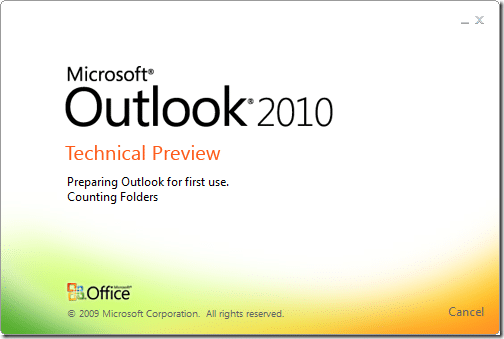 Microsoft®
Outlook® 2010
Technical Preview
Preparing Outlook for first use.
Counting Folders
Microsoft®
Office
© 2009 Microsoft Corporation. All rights reserved.
Cancel